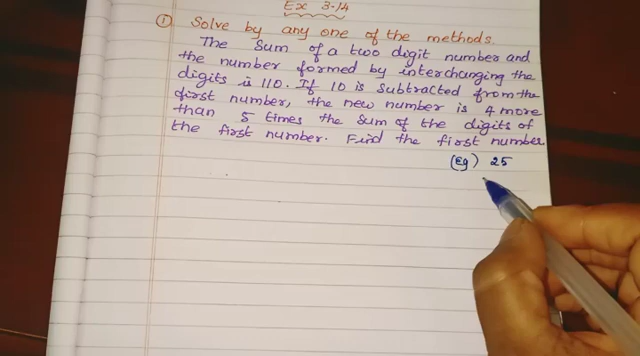 Ex 3.14
① Solve by any one of the methods.
The Sum of a two digit number and
the number formed by interchanging the
digits is 110. If 10 is subtracted from the
first number, the new number is 4 more
than 5 times the sum of the digits of
the first number. Find the first number
(Eg) 25